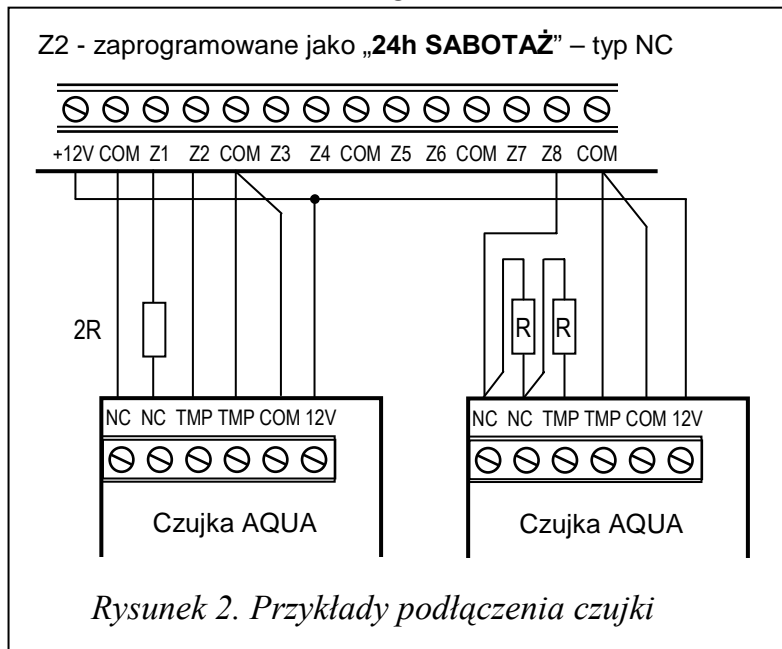 Z2 - zaprogramowane jako „24h SABOTAŻ” – typ NC
+12V COM Z1 Z2 COM Z3 Z4 COM Z5 Z6 COM Z7 Z8 COM
2R
R R
NC NC TMP TMP COM 12V
NC NC TMP TMP COM 12V
Czujka AQUA
Czujka AQUA
Rysunek 2. Przykłady podłączenia czujki